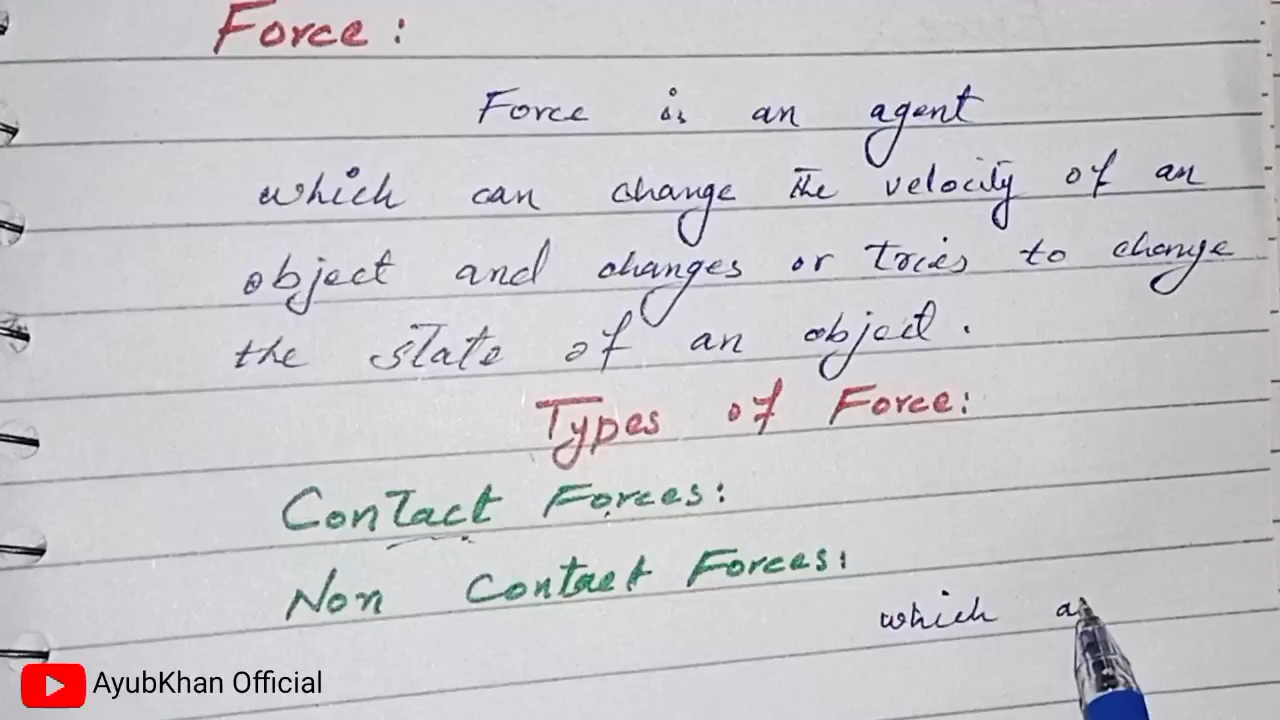 Force:
Force is an agent
which can change the velocity of an
object and changes or tries to change
the state of an object.
Types of Force:
Contact Forces:
Non Contact Forces:
which a
AyubKhan Official